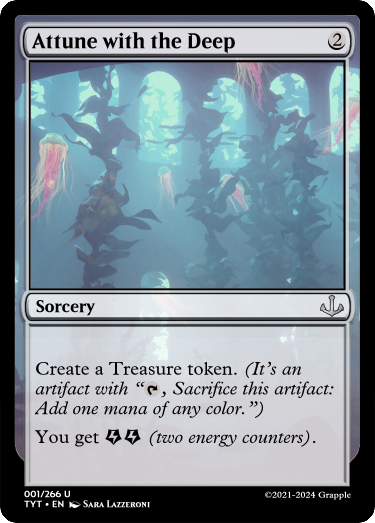 Attune with the Deep 2
Sorcery
Create a Treasure token. (It's an
artifact with “, Sacrifice this artifact:
Add one mana of any color.”)
You get (two energy counters).
001/266 U
TYT • EN Sara Lazzeroni
©2021-2024 Grapple